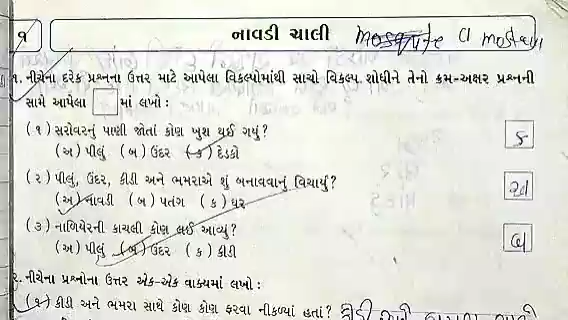 ૧ નાવડી ચાલી
૧. નીચેના દરેક પ્રશ્નના ઉત્તર માટે આપેલા વિકલ્પોમાંથી સાચો વિકલ્પ શોધીને તેનો ક્રમ-અક્ષર પ્રશ્નની
સામે આપેલા માં લખો :
(૧) સરોવરનું પાણી જોતાં કોણ ખુશ થઈ ગયું? ક
(અ) પીલું (બ) ઉંદર (ક) દેડકો
(૨) પીલું, ઉંદર, કીડી અને ભમરાએ શું બનાવવાનું વિચાર્યું? અ
(અ) નાવડી (બ) પતંગ (ક) ઘર
(૩) નાળિયેરની કાચલી કોણ લઈ આવ્યું? બ
(અ) પીલું (બ) ઉંદર (ક) કીડી
૨. નીચેના પ્રશ્નોના ઉત્તર એક-એક વાક્યમાં લખો :
(૧) કીડી અને ભમરા સાથે કોણ કોણ ફરવા નીકળ્યાં હતાં?